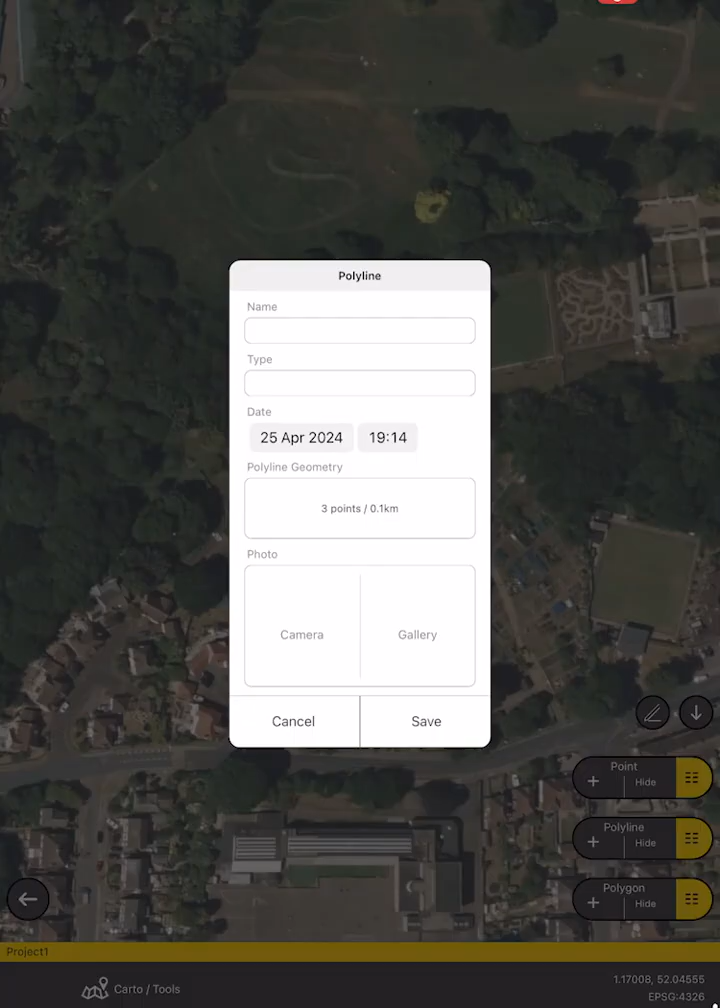 Polyline
Name
Type
Date
25 Apr 2024 19:14
Polyline Geometry
3 points / 0.1km
Photo
Camera Gallery
Cancel Save
Point
+ Hide
Polyline
+ Hide
Polygon
+ Hide
Project1
Carto / Tools
1.17008, 52.04555
EPSG:4326